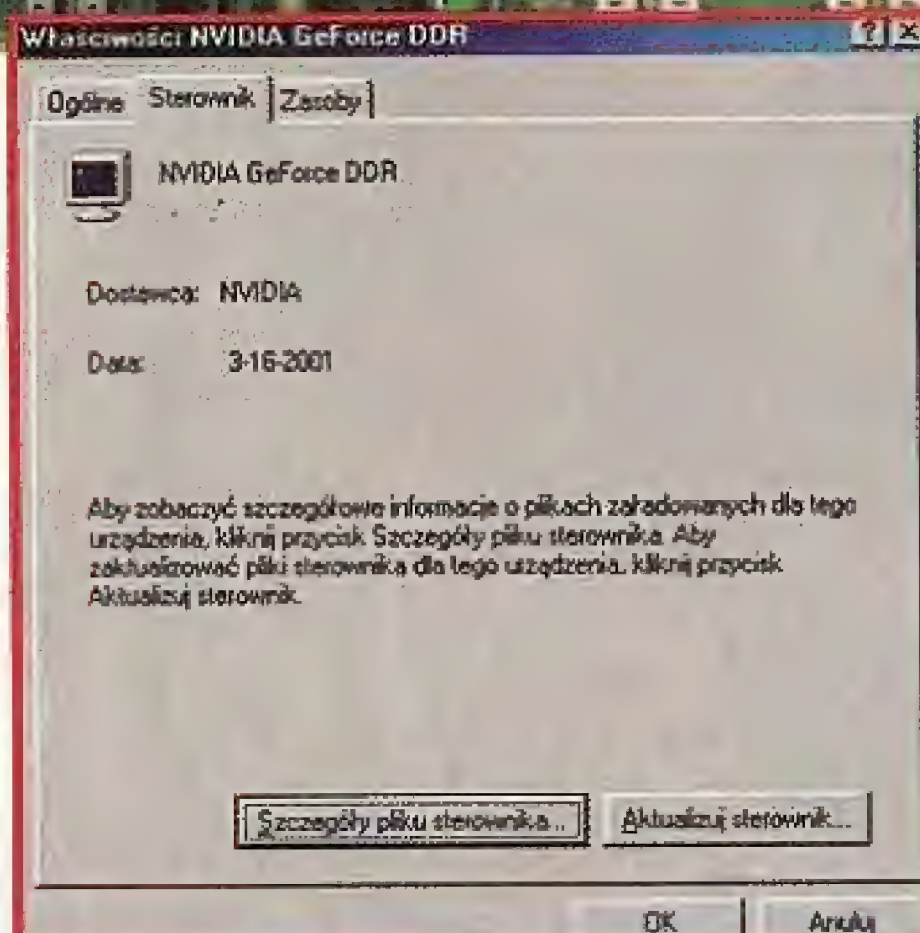 Właściwości NVIDIA GeForce DDR
Ogólne Sterownik Zasoby
NVIDIA GeForce DDR
Dostawca: NVIDIA
Data: 3-16-2001
Aby zobaczyć szczegółowe informacje o plikach załadowanych dla tego
urządzenia, kliknij przycisk Szczegóły pliku sterownika. Aby
zaktualizować pliki sterownika dla tego urządzenia, kliknij przycisk
Aktualizuj sterownik.
Szczegóły pliku sterownika... Aktualizuj sterownik...
OK Anuluj